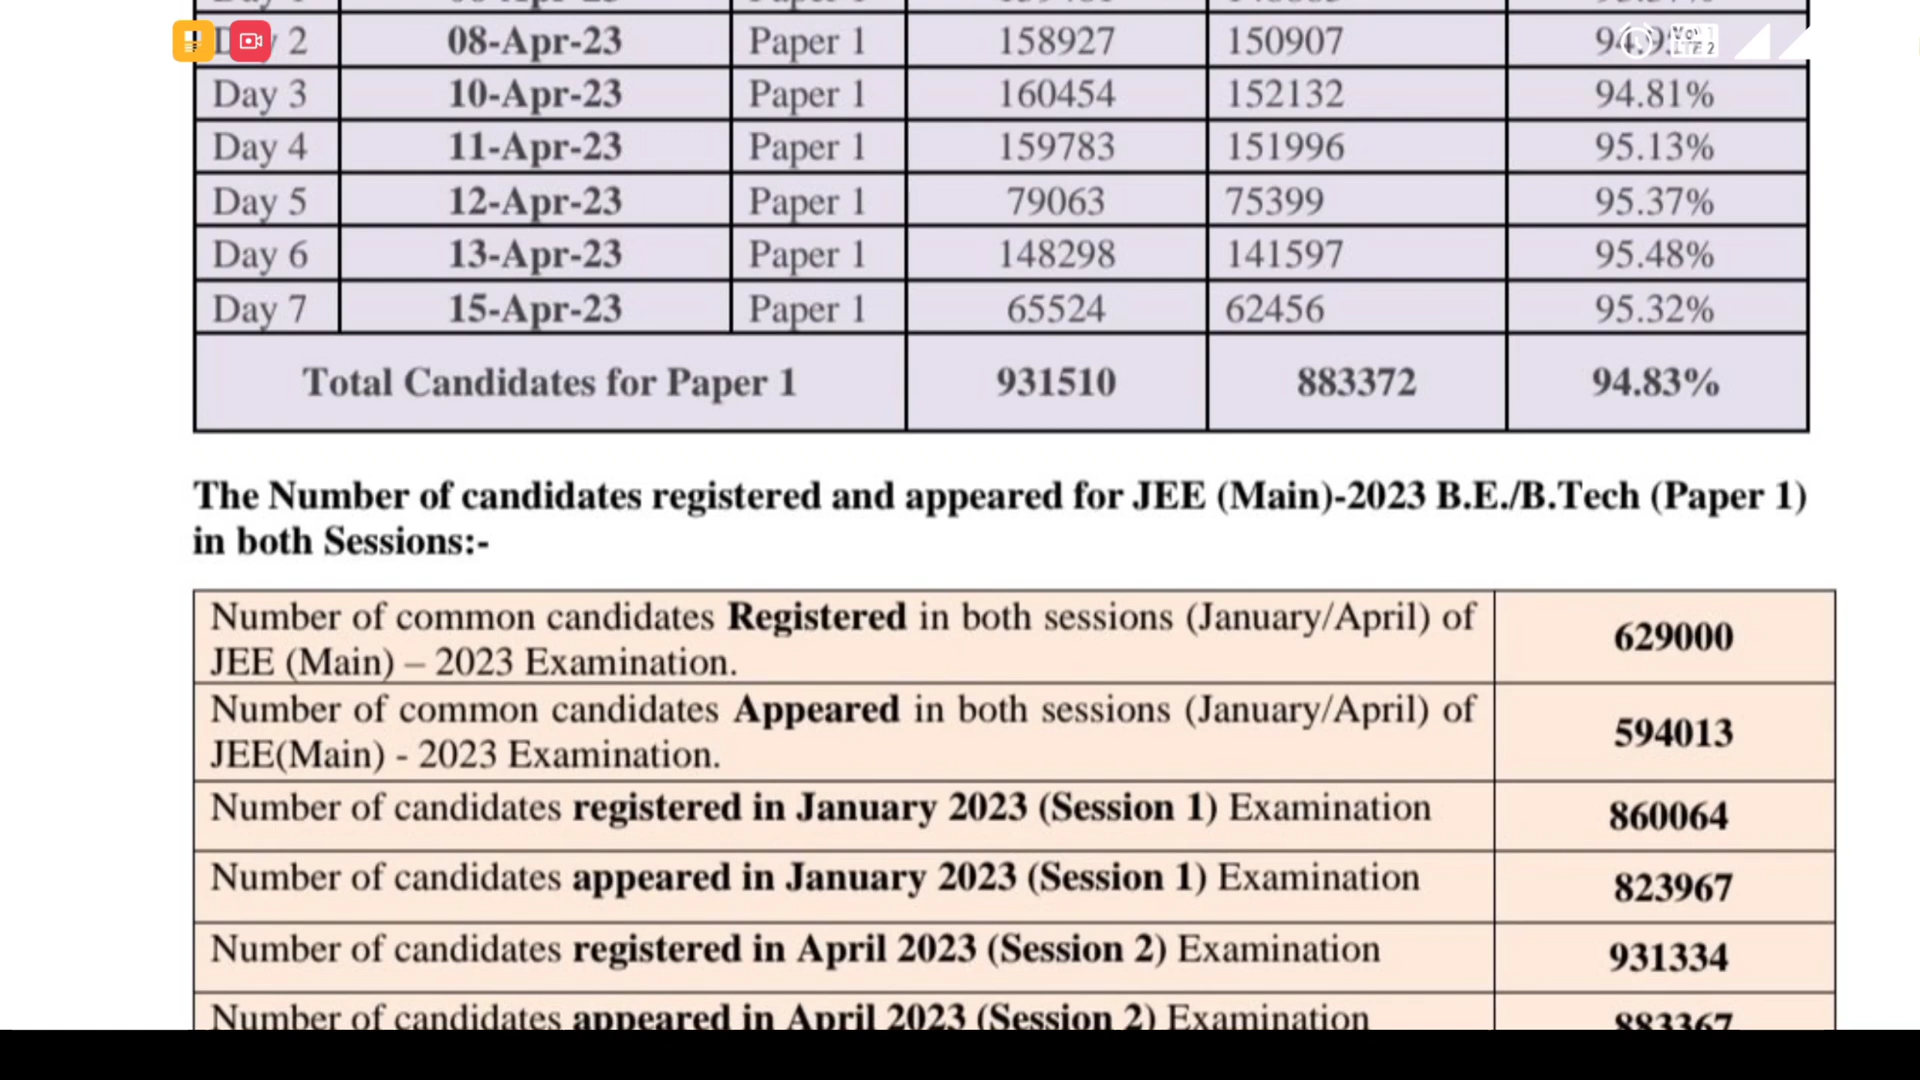 2 08-Apr-23 Paper 1 158927 150907
Day 3 10-Apr-23 Paper 1 160454 152132 94.81%
Day 4 11-Apr-23 Paper 1 159783 151996 95.13%
Day 5 12-Apr-23 Paper 1 79063 75399 95.37%
Day 6 13-Apr-23 Paper 1 148298 141597 95.48%
Day 7 15-Apr-23 Paper 1 65524 62456 95.32%
Total Candidates for Paper 1 931510 883372 94.83%
The Number of candidates registered and appeared for JEE (Main)-2023 B.E./B.Tech (Paper 1)
in both Sessions:-
Number of common candidates Registered in both sessions (January/April) of
JEE (Main) – 2023 Examination.
629000
Number of common candidates Appeared in both sessions (January/April) of
JEE(Main) - 2023 Examination.
594013
Number of candidates registered in January 2023 (Session 1) Examination 860064
Number of candidates appeared in January 2023 (Session 1) Examination 823967
Number of candidates registered in April 2023 (Session 2) Examination 931334
Number of candidates appeared in April 2023 (Session 2) Examination 883367